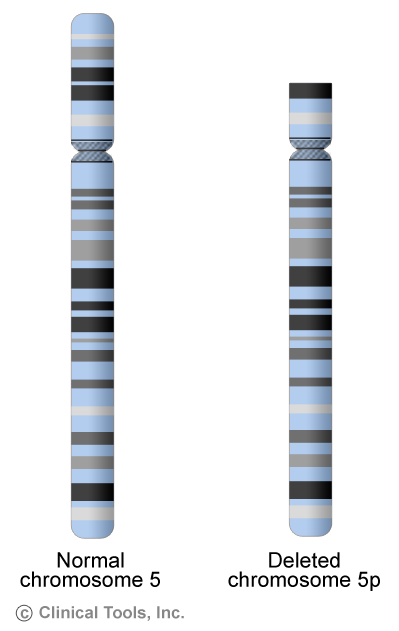 Normal
chromosome 5
Deleted
chromosome 5p
© Clinical Tools, Inc.